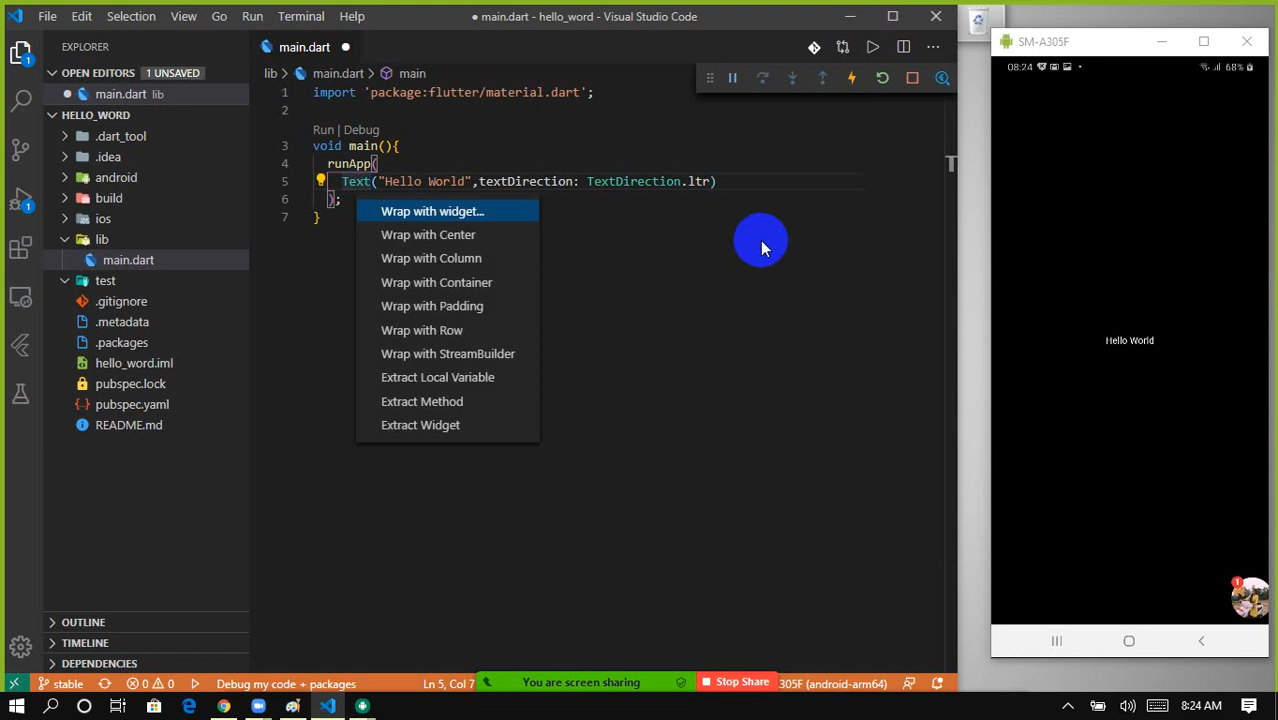 File Edit Selection View Go Run Terminal Help
● main.dart - hello_word - Visual Studio Code
SM-A305F
08:24
68%
EXPLORER
1
OPEN EDITORS 1 UNSAVED
main.dart lib
HELLO_WORD
.dart_tool
.idea
android
build
ios
lib
main.dart
test
.gitignore
.metadata
.packages
hello_word.iml
pubspec.lock
pubspec.yaml
README.md
OUTLINE
TIMELINE
DEPENDENCIES
1
main.dart ●
lib > main.dart > main
1 import 'package:flutter/material.dart';
2
Run | Debug
3 void main(){
4 runApp(
5 Text("Hello World",textDirection: TextDirection.ltr)
6 );
7 }
Wrap with widget...
Wrap with Center
Wrap with Column
Wrap with Container
Wrap with Padding
Wrap with Row
Wrap with StreamBuilder
Extract Local Variable
Extract Method
Extract Widget
Hello World
1
stable 0 0 Debug my code + packages Ln 5, Col 7
You are screen sharing
Stop Share
305F (android-arm64)
8:24 AM